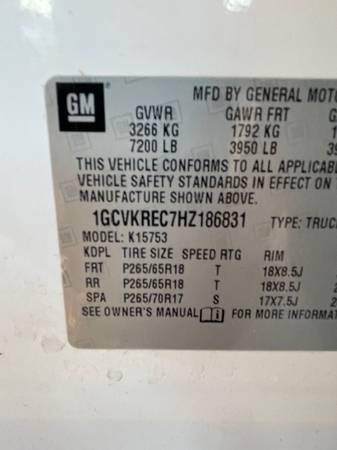 GM
MFD BY GENERAL MOTO
GVWR GAWR FRT
3266 KG 1792 KG
7200 LB 3950 LB
THIS VEHICLE CONFORMS TO ALL APPLICABL
VEHICLE SAFETY STANDARDS IN EFFECT ON
MANUFACTURE SHOWN ABOVE.
1GCVKREC7HZ186831 TYPE: TRUC
MODEL: K15753
KDPL TIRE SIZE SPEED RTG RIM
FRT P265/65R18 T 18X8.5J
RR P265/65R18 T 18X8.5J
SPA P265/70R17 S 17X7.5J
SEE OWNER'S MANUAL FOR MORE INFORMAT